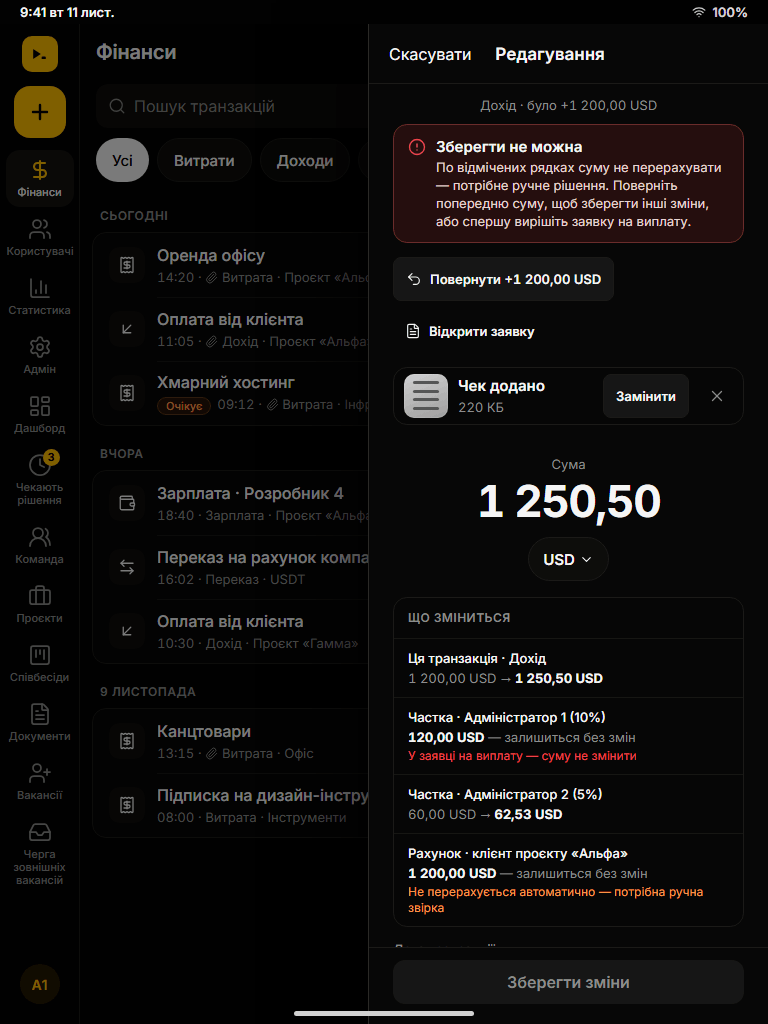 9:41 вт 11 лист.
100%
Фінанси
Користувачі
Статистика
Адмін
Дашборд
3
Чекають
рішення
Команда
Проєкти
Співбесіди
Документи
Вакансії
Черга
зовнішніх
вакансій
А1
Фінанси
Пошук транзакцій
Усі
Витрати
Доходи
СЬОГОДНІ
Оренда офісу
14:20 · Витрата · Проєкт «Аль
Оплата від клієнта
11:05 · Дохід · Проєкт «Альфа
Хмарний хостинг
Очікує 09:12 · Витрата · Інфр
ВЧОРА
Зарплата · Розробник 4
18:40 · Зарплата · Проєкт «Альфа
Переказ на рахунок компа
16:02 · Переказ · USDT
Оплата від клієнта
10:30 · Дохід · Проєкт «Гамма»
9 ЛИСТОПАДА
Канцтовари
13:15 · Витрата · Офіс
Підписка на дизайн-інстру
08:00 · Витрата · Інструменти
Скасувати
Редагування
Дохід · було +1 200,00 USD
Зберегти не можна
По відмічених рядках суму не перерахувати
— потрібне ручне рішення. Поверніть
попередню суму, щоб зберегти інші зміни,
або спершу вирішіть заявку на виплату.
Повернути +1 200,00 USD
Відкрити заявку
Чек додано
220 КБ
Замінити
Сума
1 250,50
USD
ЩО ЗМІНИТЬСЯ
Ця транзакція · Дохід
1 200,00 USD → 1 250,50 USD
Частка · Адміністратор 1 (10%)
120,00 USD — залишиться без змін
У заявці на виплату — суму не змінити
Частка · Адміністратор 2 (5%)
60,00 USD → 62,53 USD
Рахунок · клієнт проєкту «Альфа»
1 200,00 USD — залишиться без змін
Не перерахується автоматично — потрібна ручна
звірка
Зберегти зміни